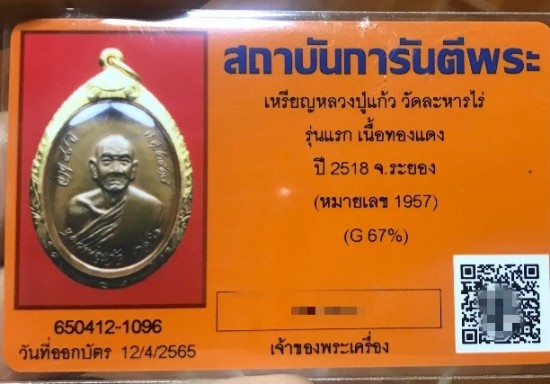 สถาบันการันตีพระ
เหรียญหลวงปู่แก้ว วัดละหารไร่
รุ่นแรก เนื้อทองแดง
ปี 2518 จ.ระยอง
(หมายเลข 1957)
(G 67%)
เจ้าของพระเครื่อง
650412-1096
วันที่ออกบัตร 12/4/2565